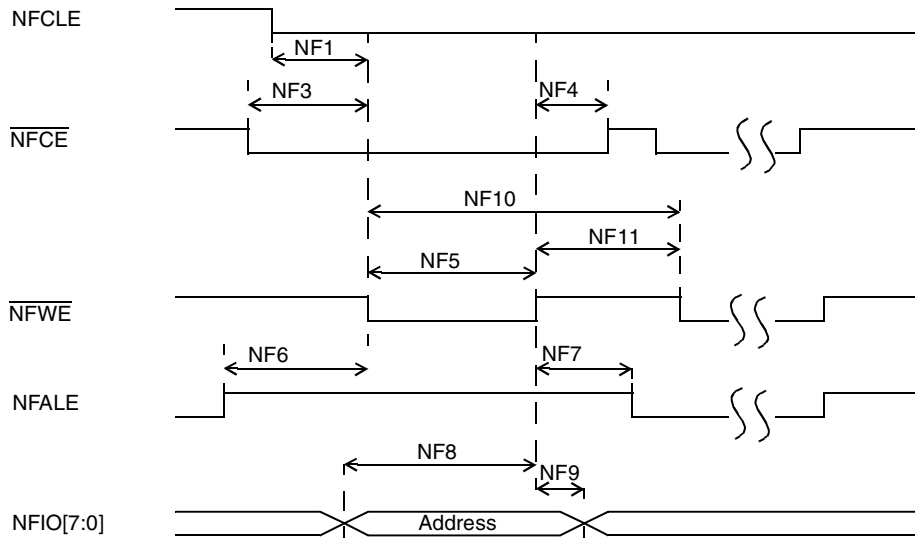 NFCLE
NF1
NF3
NF4
NFCE
NF10
NF11
NF5
NFWE
NF6
NF7
NFALE
NF8
NF9
NFIO[7:0]
Address